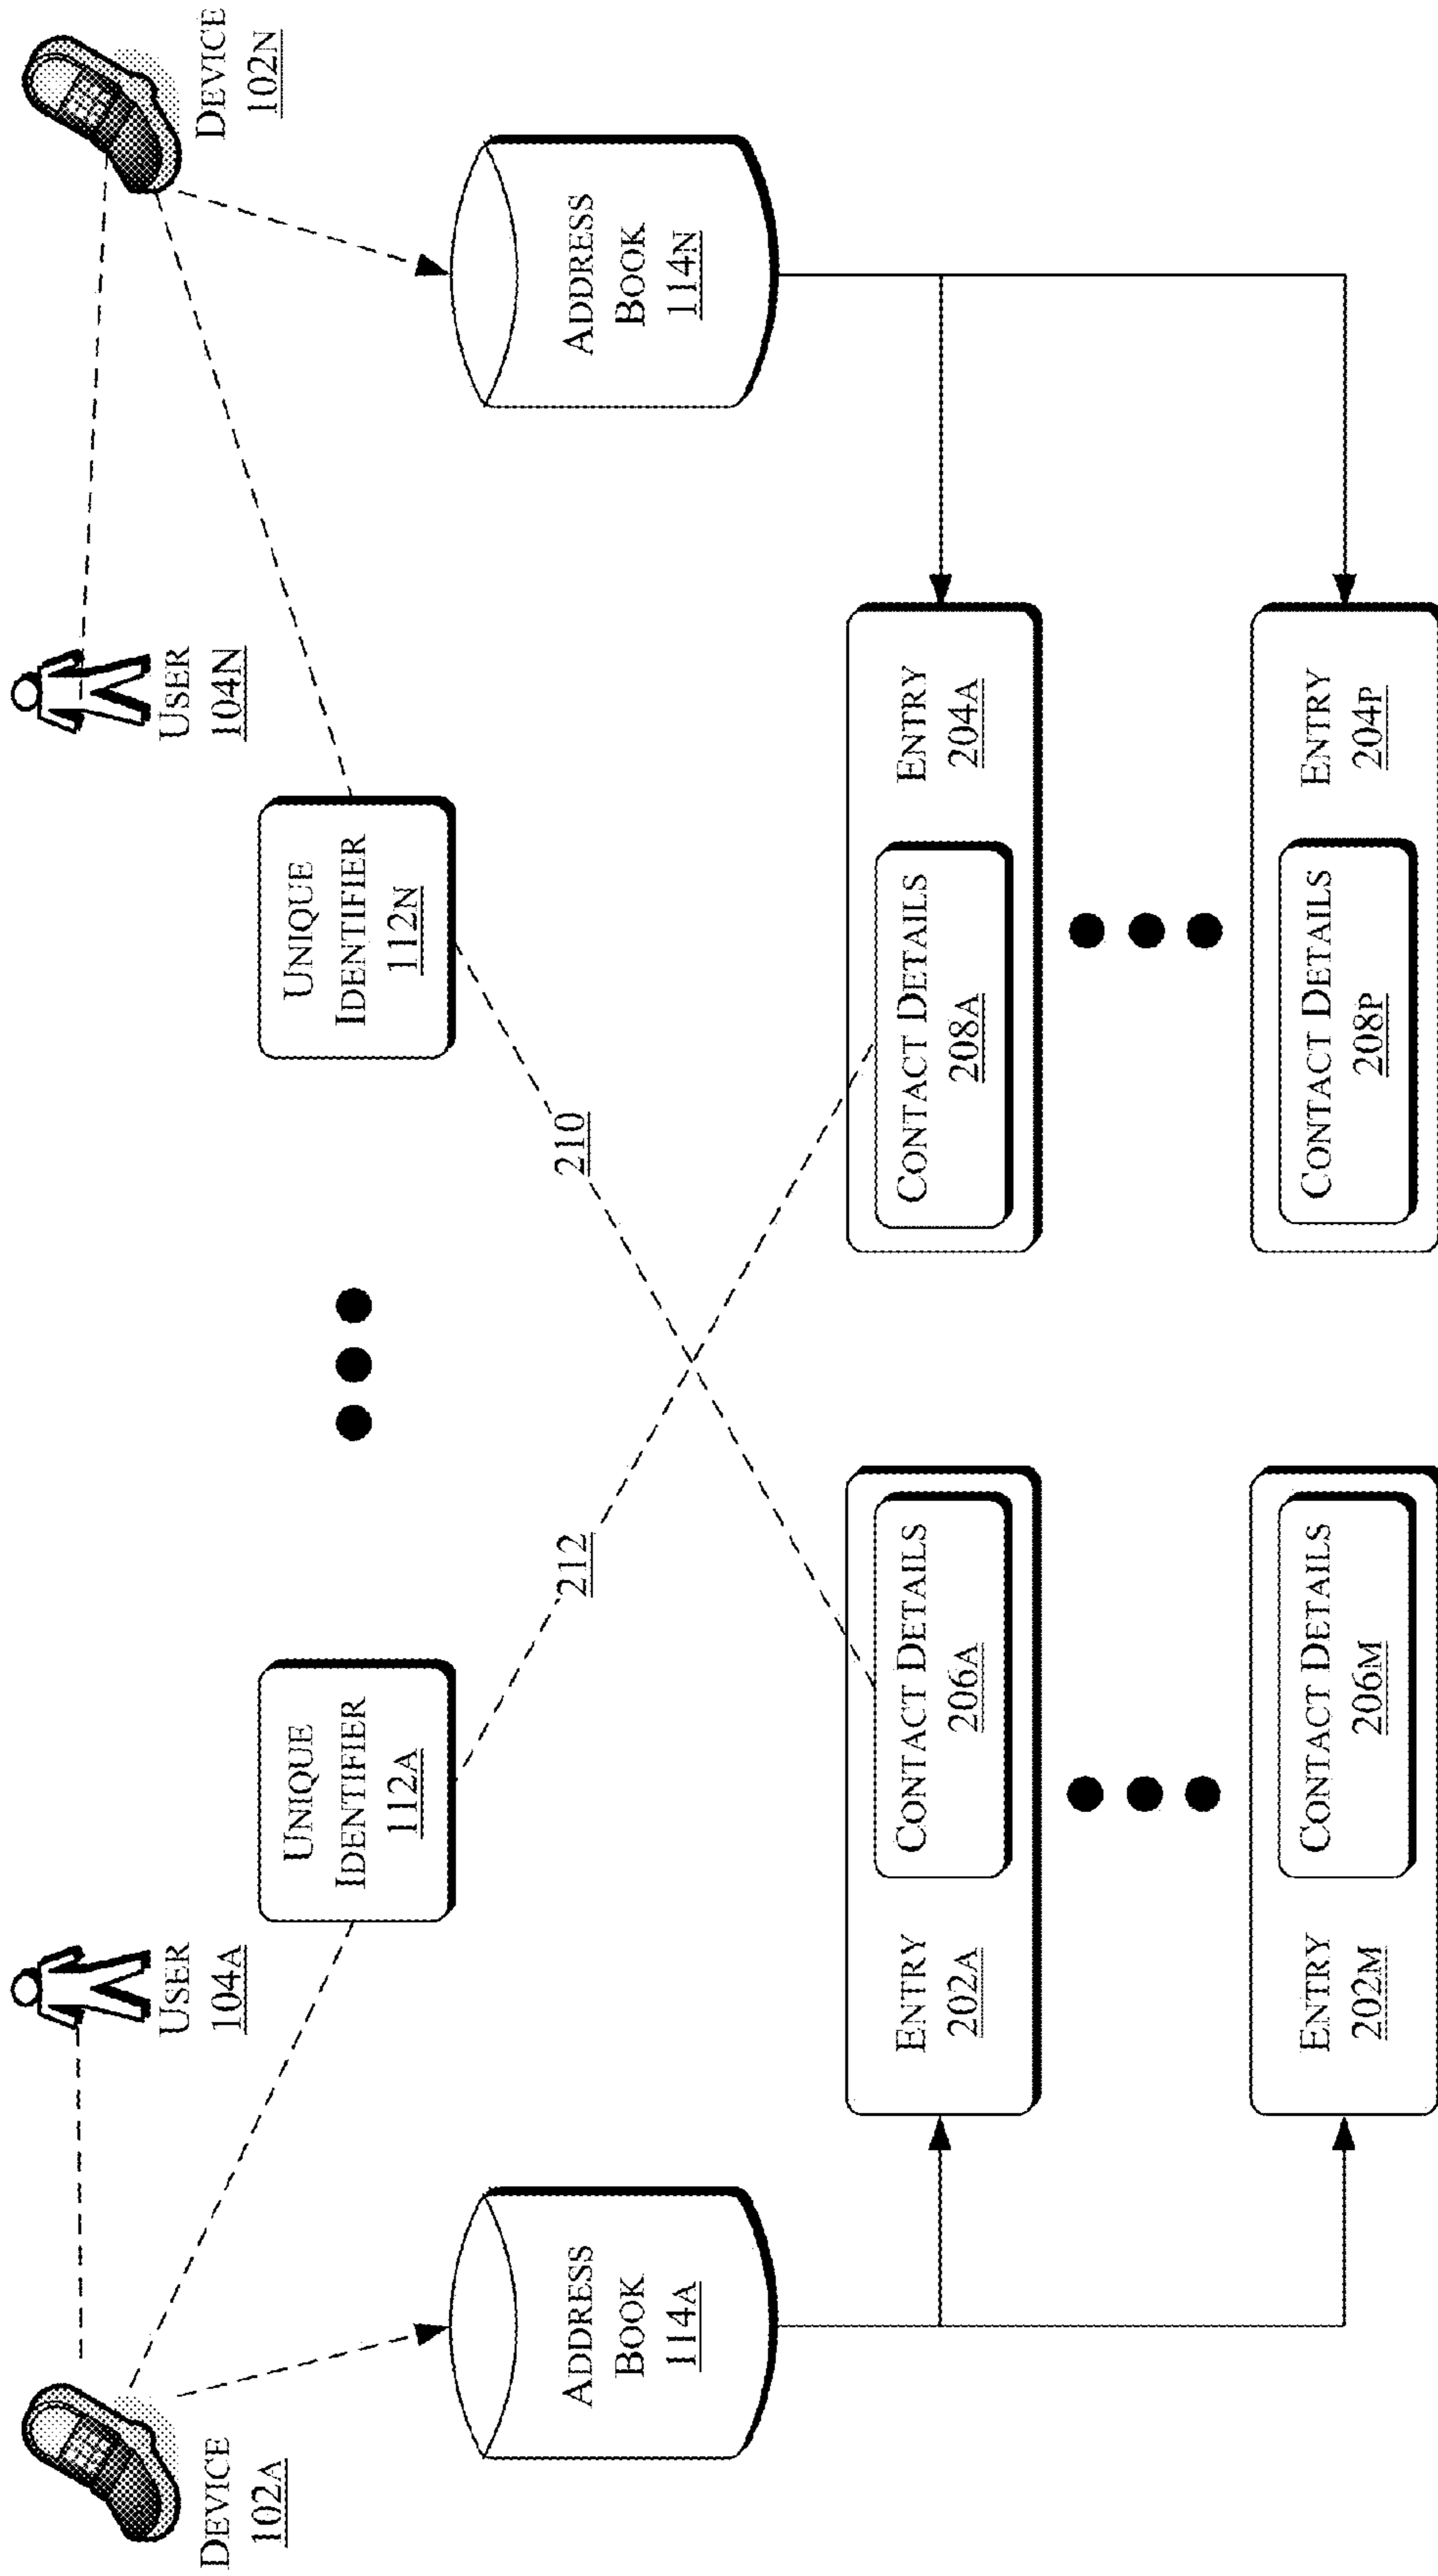 DEVICE
102A
USER
104A
USER
104N
DEVICE
102N
UNIQUE
IDENTIFIER
112A
UNIQUE
IDENTIFIER
112N
ADDRESS
BOOK
114A
212
210
ADDRESS
BOOK
114N
ENTRY
202A
CONTACT DETAILS
206A
CONTACT DETAILS
208A
ENTRY
204A
ENTRY
202M
CONTACT DETAILS
206M
CONTACT DETAILS
208P
ENTRY
204P